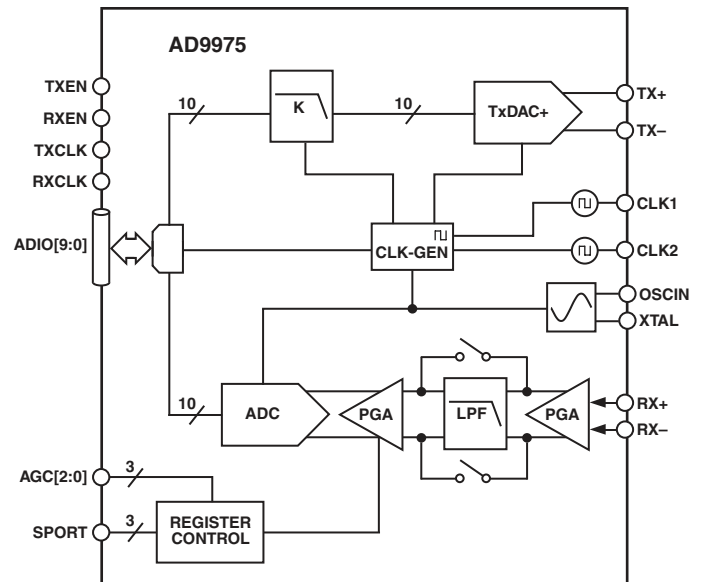 AD9975
TXEN
RXEN
TXCLK
RXCLK
ADIO[9:0]
AGC[2:0]
SPORT
10
K
10
TxDAC+
TX+
TX–
CLK-GEN
CLK1
CLK2
OSCIN
XTAL
10
ADC
PGA
LPF
PGA
RX+
RX–
3
3
REGISTER
CONTROL